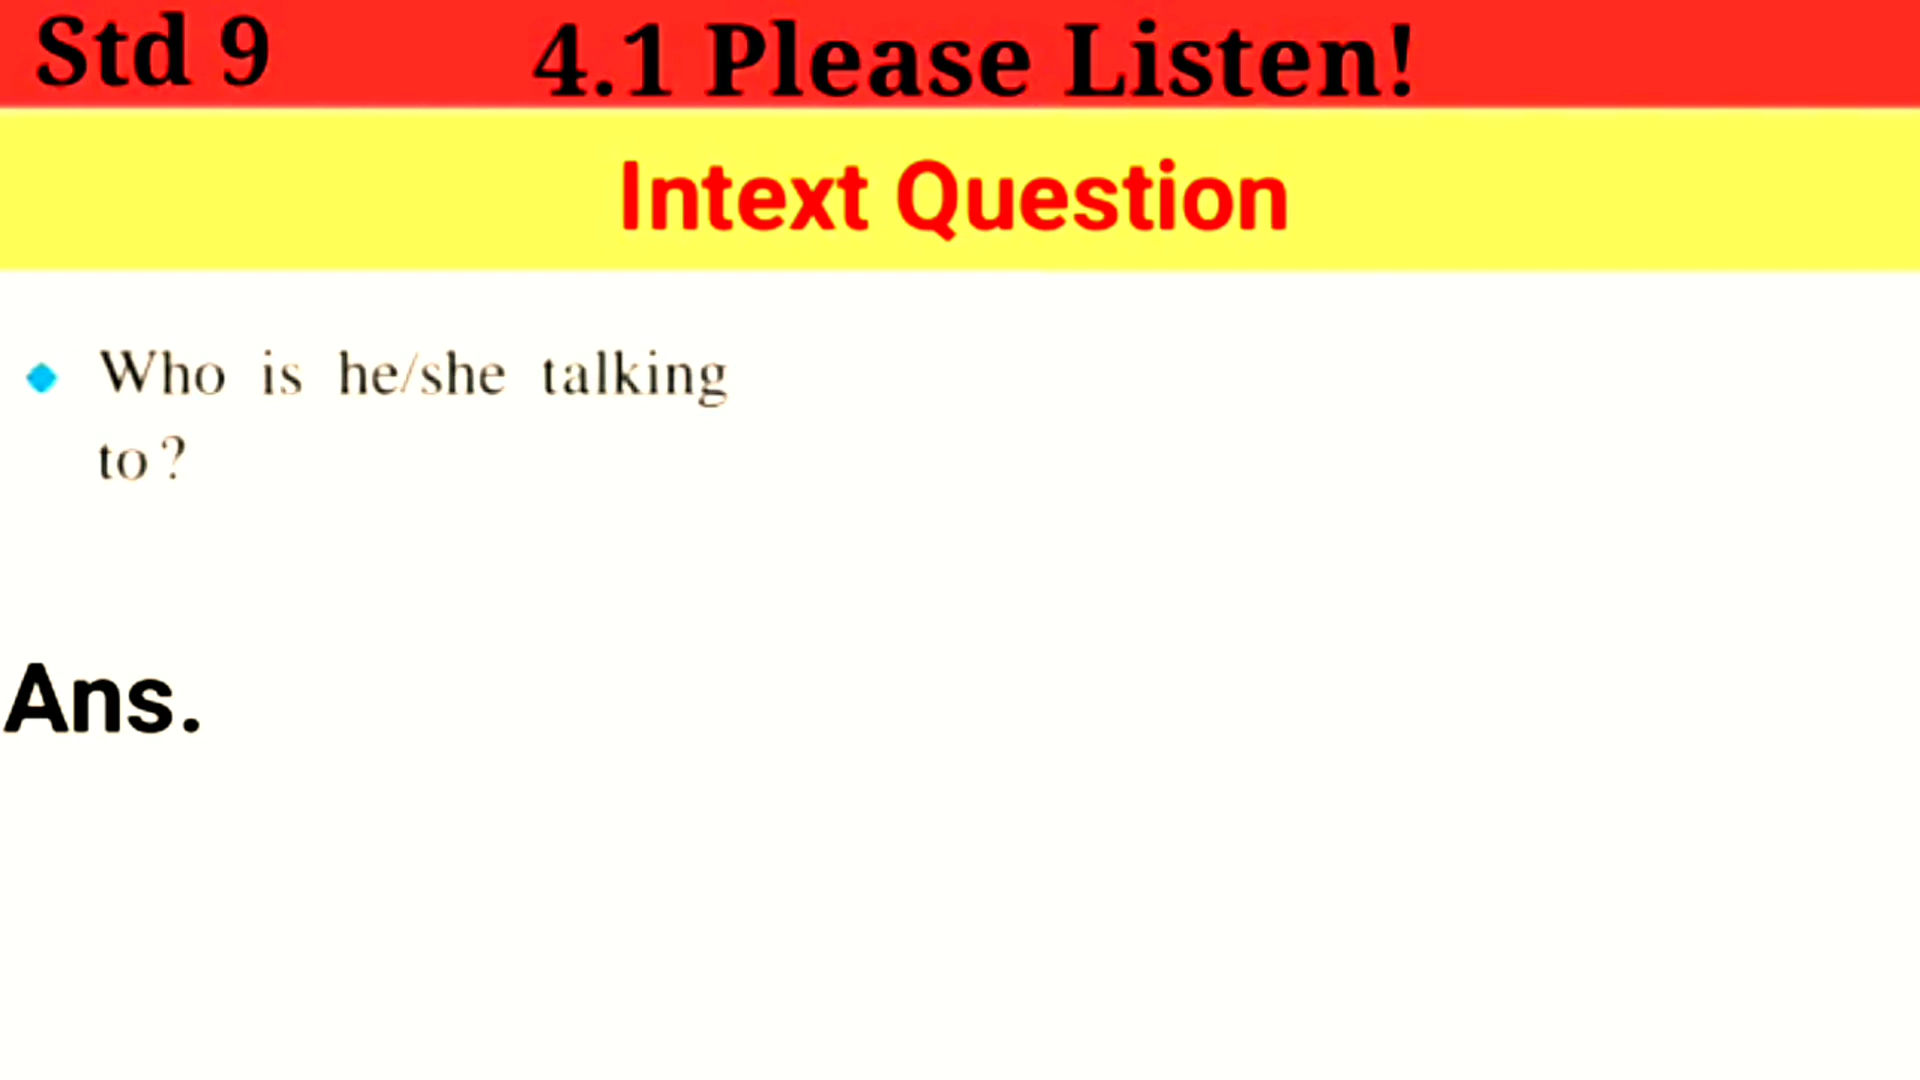 Std 9 4.1 Please Listen!
Intext Question
Who is he/she talking
to?
Ans.